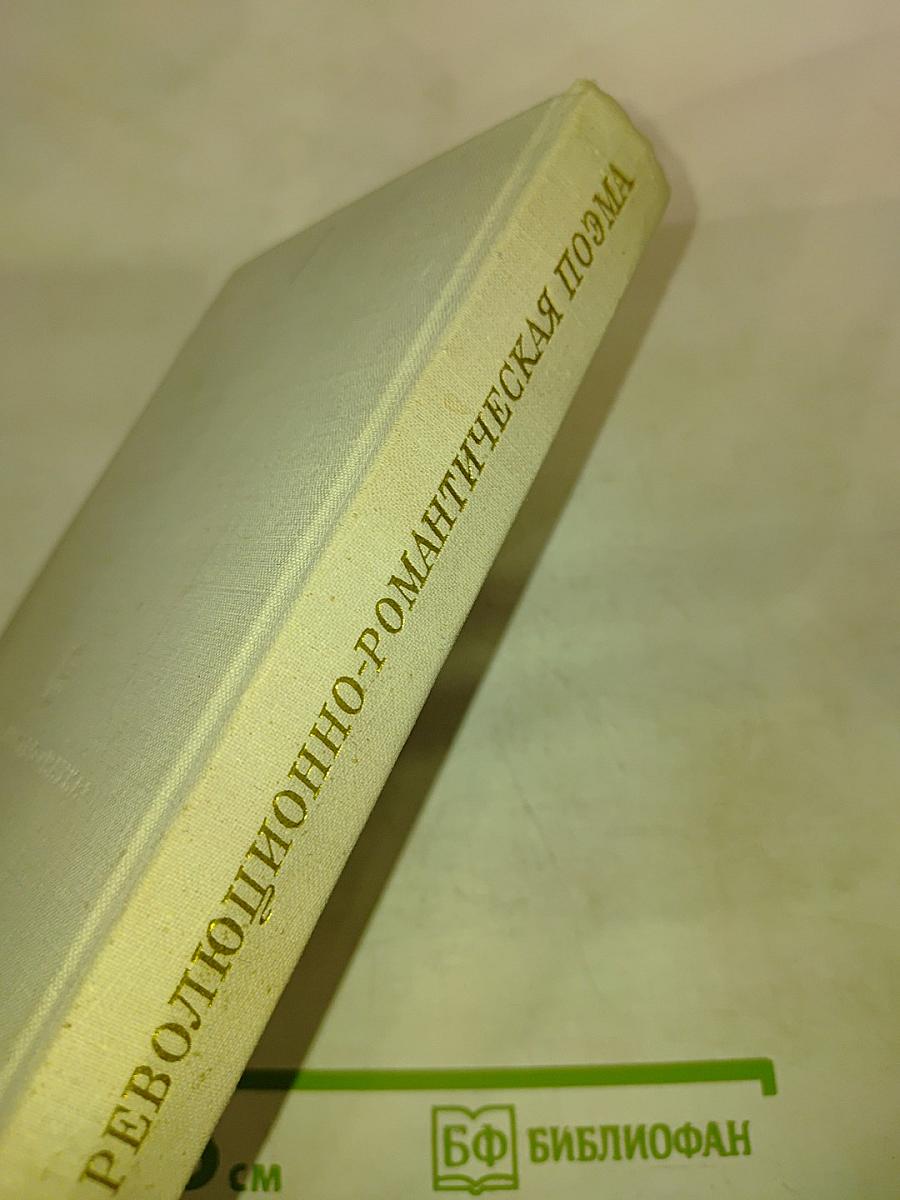 РЕВОЛЮЦИОННО-РОМАНТИЧЕСКАЯ ПОЭМА
см
БФ БИБЛИОФАН